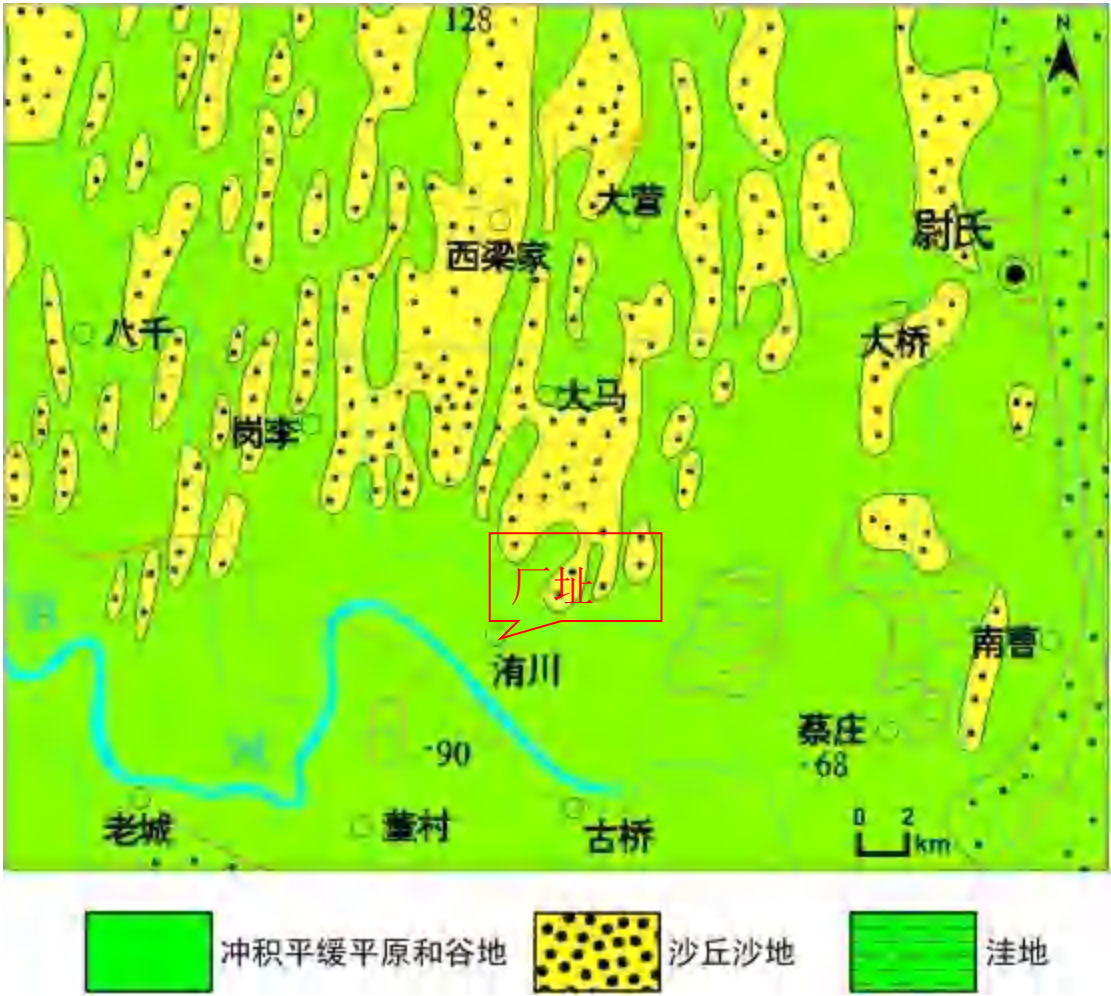 128
N
大营
尉氏
西梁家
八千
大桥
大马
岗李
厂址
南曹
洧川
蔡庄
·90
·68
0 2
km
老城
董村
古桥
冲积平缓平原和谷地
沙丘沙地
洼地